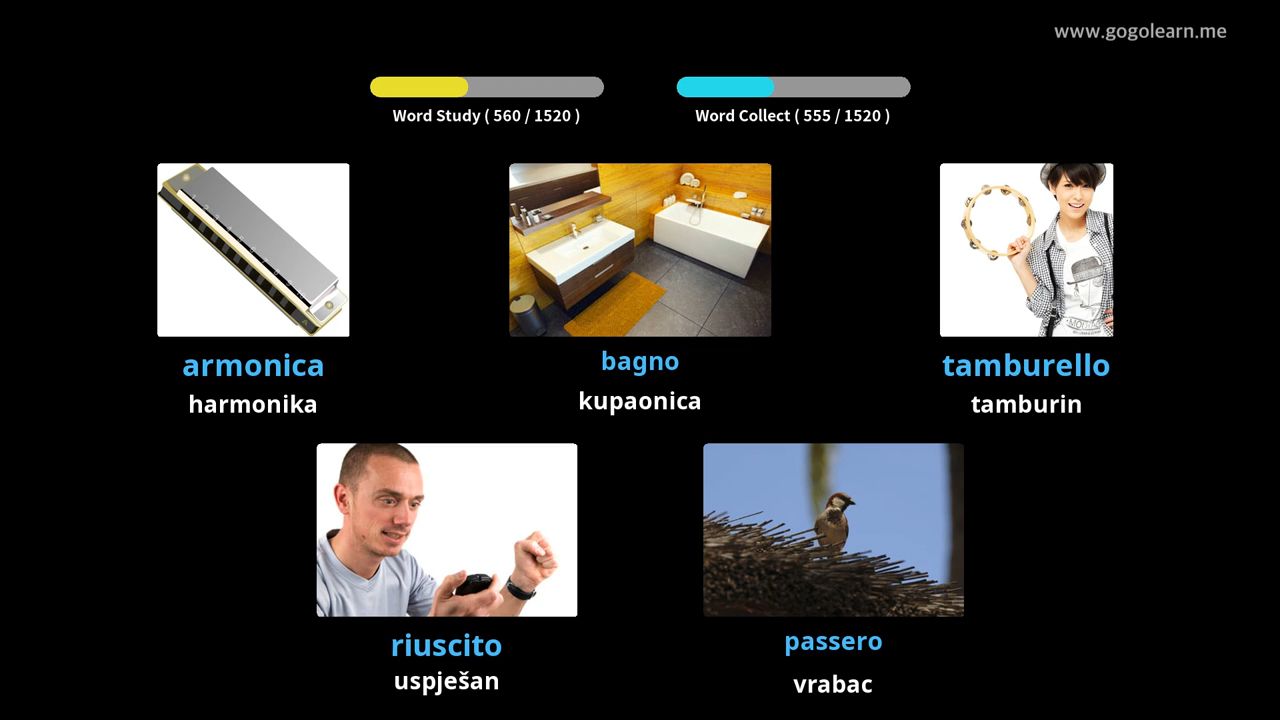 www.gogolearn.me
Word Study ( 560 / 1520 )
Word Collect ( 555 / 1520 )
armonica
harmonika
bagno
kupaonica
tamburello
tamburin
riuscito
uspješan
passero
vrabac